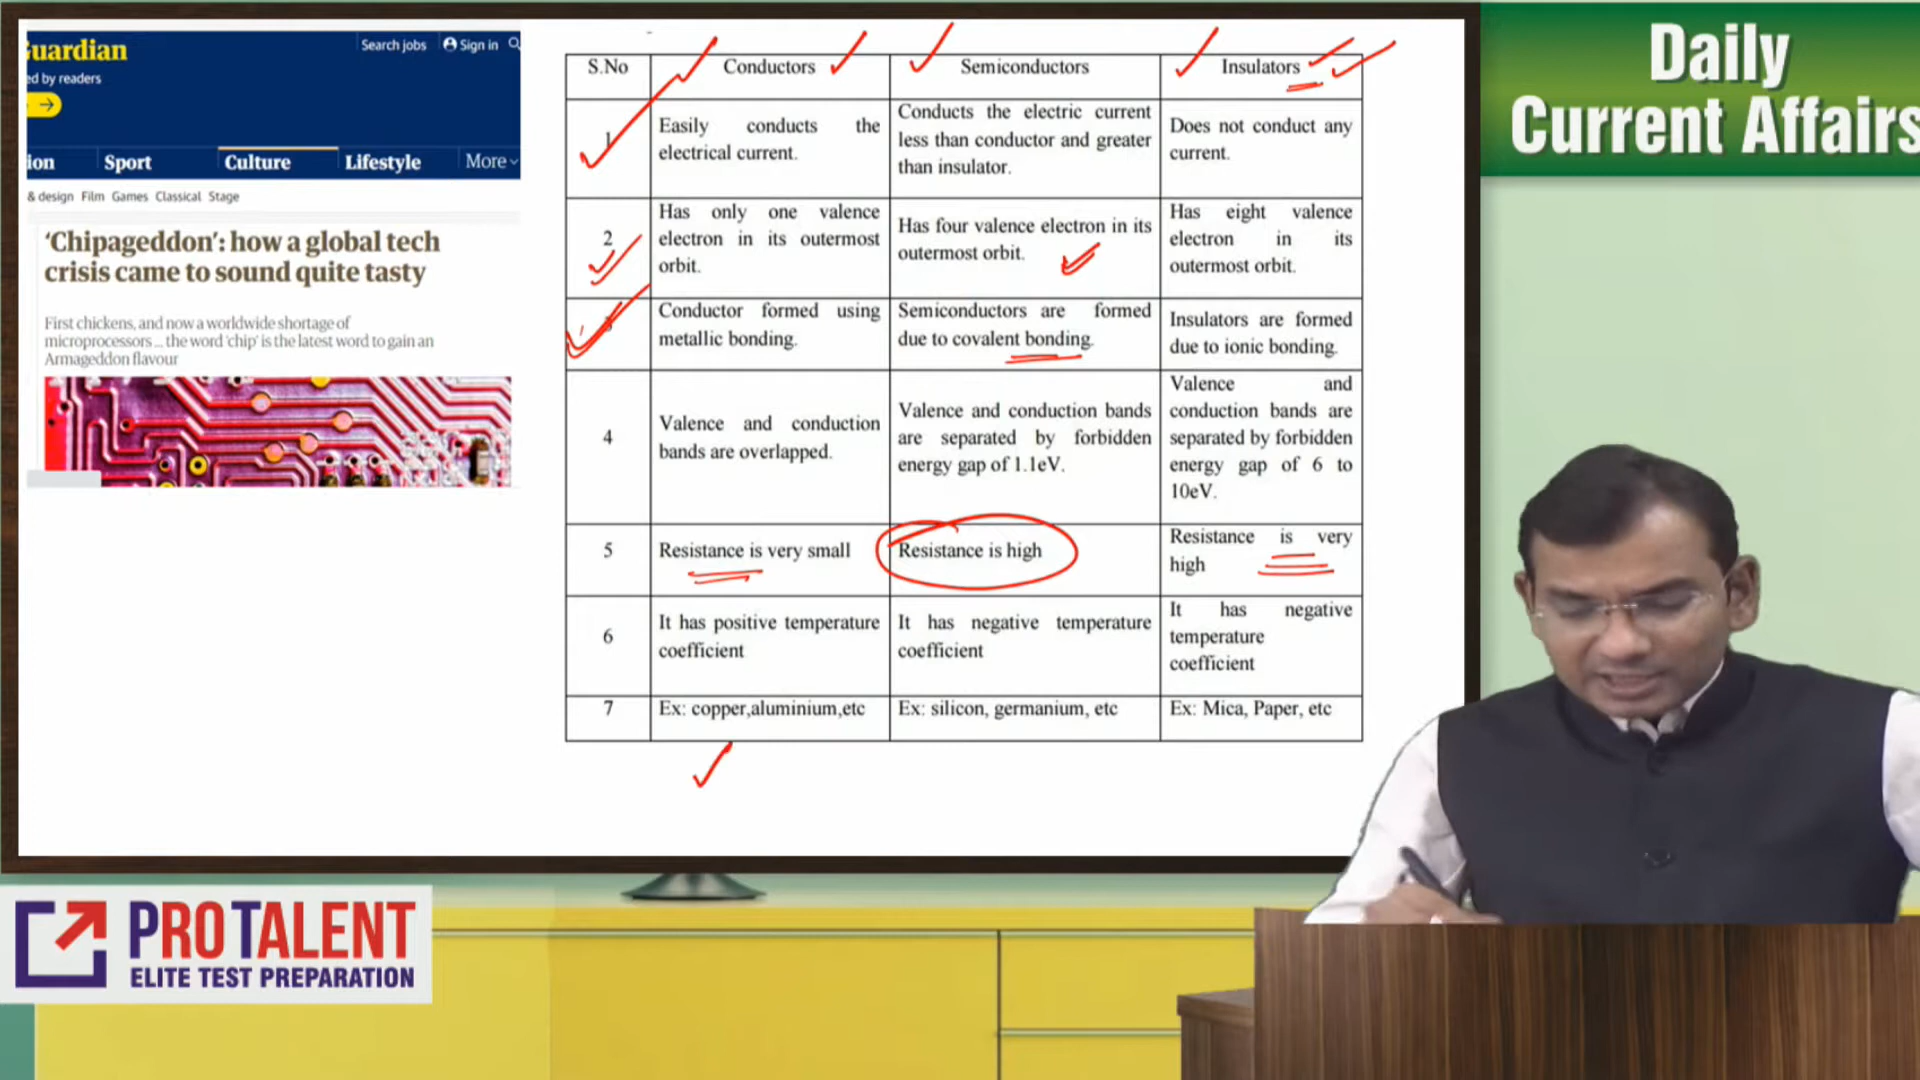 Guardian
ed by readers
Search jobs
Sign in
ion Sport Culture Lifestyle More
& design Film Games Classical Stage
'Chipageddon': how a global tech
crisis came to sound quite tasty
First chickens, and now a worldwide shortage of
microprocessors ... the word 'chip' is the latest word to gain an
Armageddon flavour
S.No Conductors Semiconductors Insulators
1
Easily conducts the
electrical current.
Conducts the electric current
less than conductor and greater
than insulator.
Does not conduct any
current.
2
Has only one valence
electron in its outermost
orbit.
Has four valence electron in its
outermost orbit.
Has eight valence
electron in its
outermost orbit.
3
Conductor formed using
metallic bonding.
Semiconductors are formed
due to covalent bonding.
Insulators are formed
due to ionic bonding.
4
Valence and conduction
bands are overlapped.
Valence and conduction bands
are separated by forbidden
energy gap of 1.1eV.
Valence and
conduction bands are
separated by forbidden
energy gap of 6 to
10eV.
5
Resistance is very small
Resistance is high
Resistance is very
high
6
It has positive temperature
coefficient
It has negative temperature
coefficient
It has negative
temperature
coefficient
7
Ex: copper,aluminium,etc
Ex: silicon, germanium, etc
Ex: Mica, Paper, etc
Daily
Current Affairs
PROTALENT
ELITE TEST PREPARATION